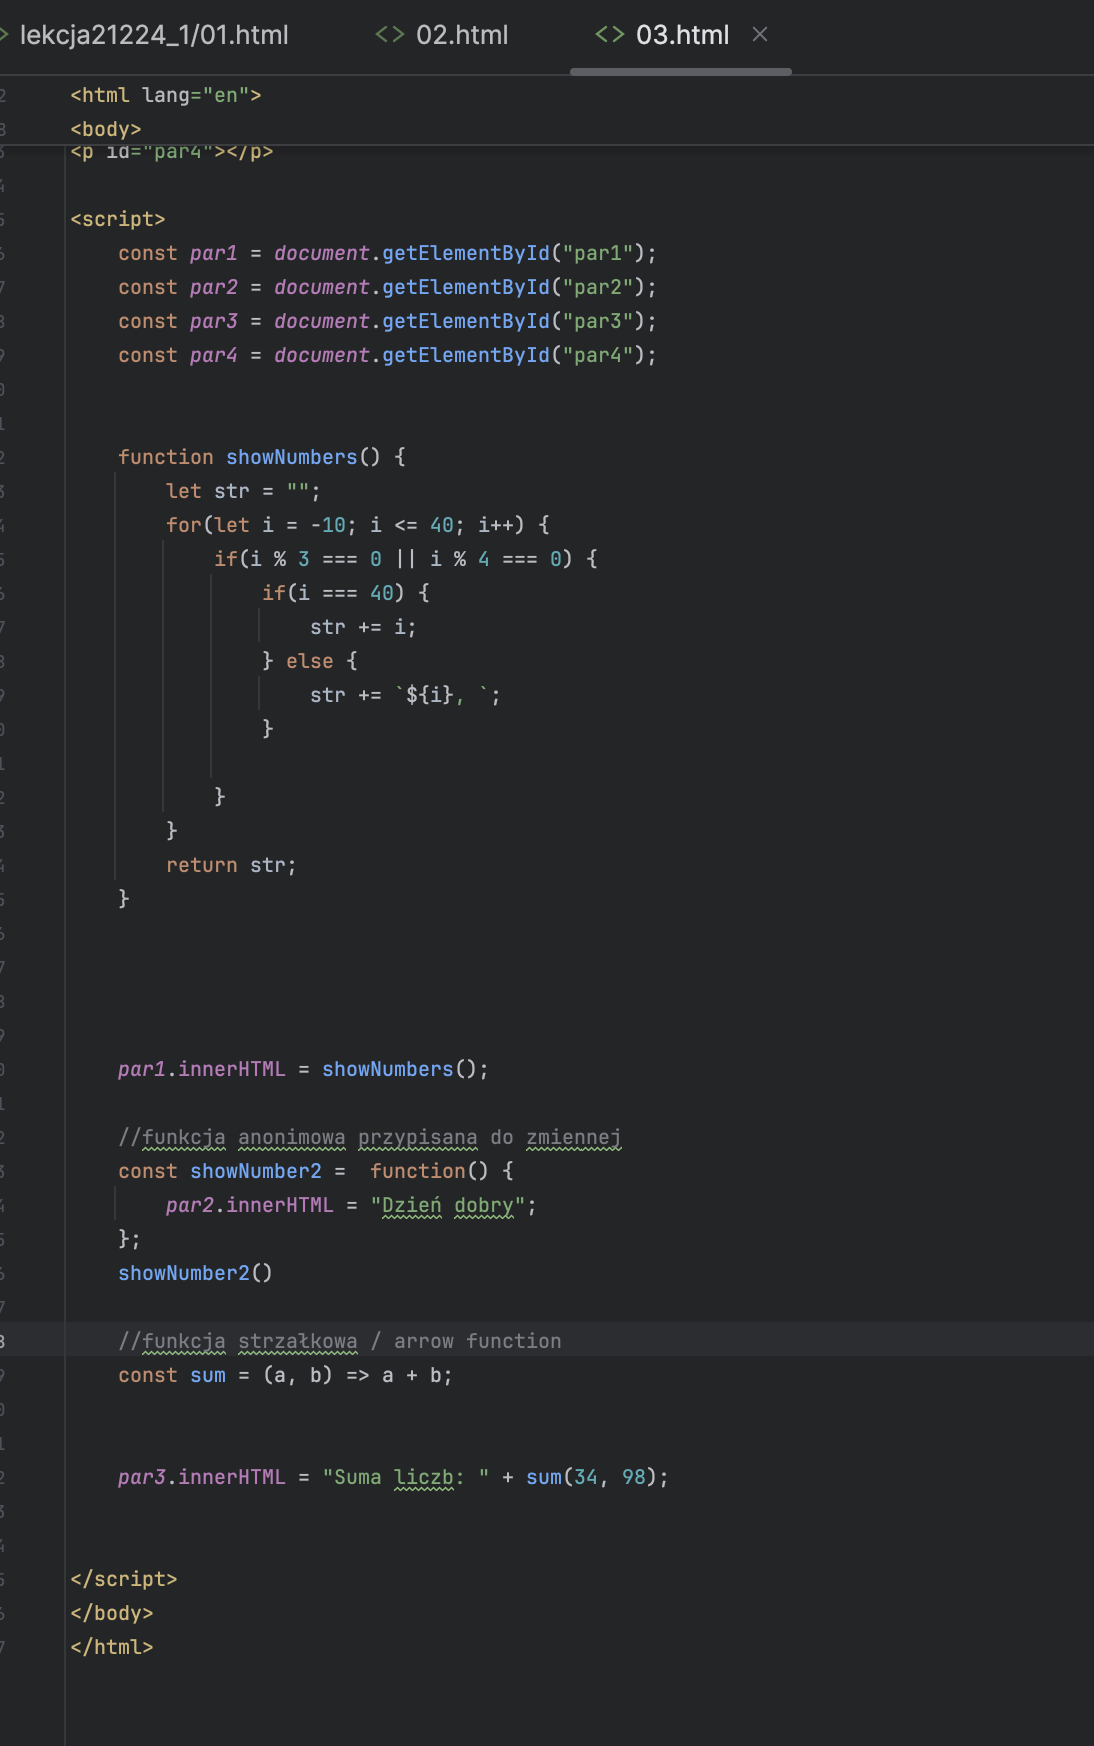 lekcja21224_1/01.html <> 02.html <> 03.html ×
<html lang="en">
<body>
<p id="par4"></p>
<script>
const par1 = document.getElementById("par1");
const par2 = document.getElementById("par2");
const par3 = document.getElementById("par3");
const par4 = document.getElementById("par4");
function showNumbers() {
let str = "";
for(let i = -10; i <= 40; i++) {
if(i % 3 === 0 || i % 4 === 0) {
if(i === 40) {
str += i;
} else {
str += `${i}, `;
}
}
}
return str;
}
par1.innerHTML = showNumbers();
//funkcja anonimowa przypisana do zmiennej
const showNumber2 =  function() {
par2.innerHTML = "Dzień dobry";
};
showNumber2()
//funkcja strzałkowa / arrow function
const sum = (a, b) => a + b;
par3.innerHTML = "Suma liczb: " + sum(34, 98);
</script>
</body>
</html>